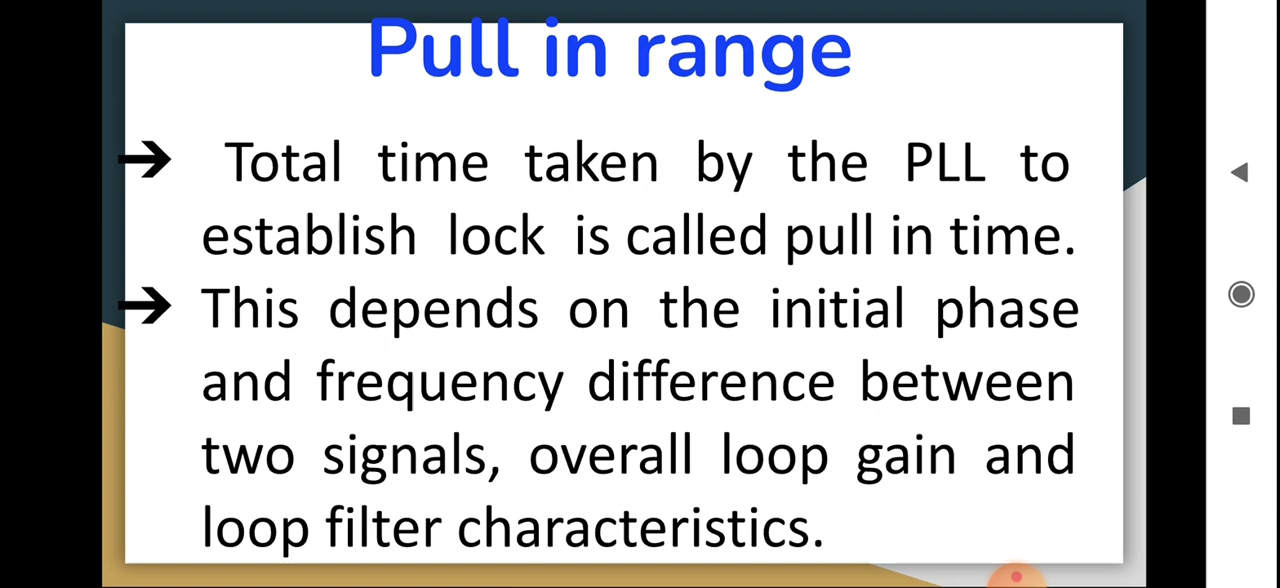 Pull in range
➔ Total time taken by the PLL to
establish lock is called pull in time.
➔ This depends on the initial phase
and frequency difference between
two signals, overall loop gain and
loop filter characteristics.